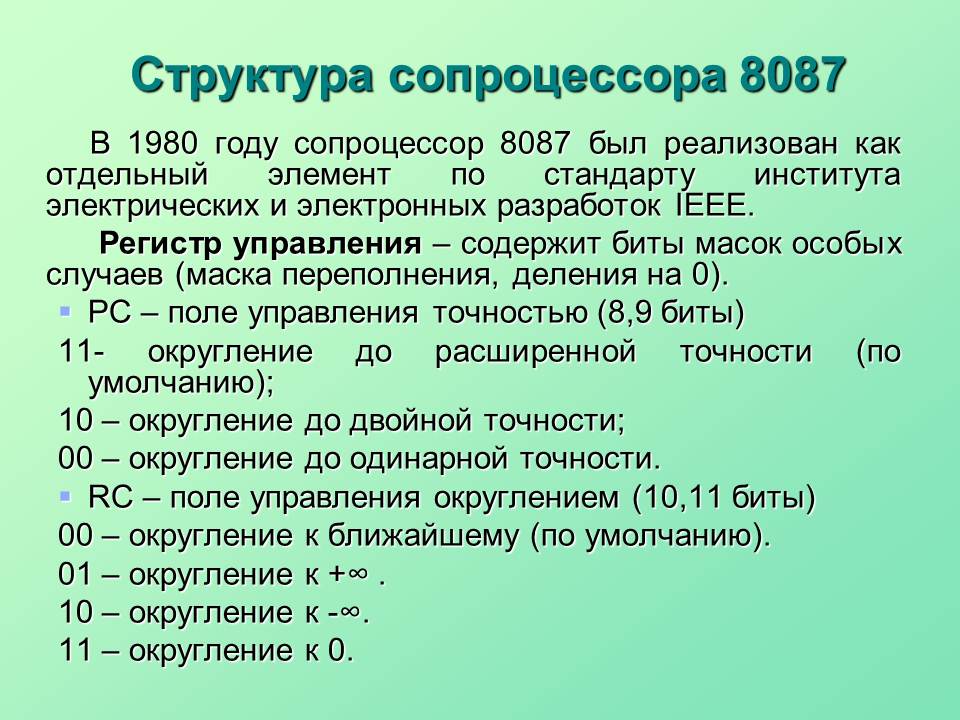 Структура сопроцессора 8087
В 1980 году сопроцессор 8087 был реализован как
отдельный элемент по стандарту института
электрических и электронных разработок IEEE.
Регистр управления – содержит биты масок особых
случаев (маска переполнения, деления на 0).
▪ PC – поле управления точностью (8,9 биты)
11- округление до расширенной точности (по
умолчанию);
10 – округление до двойной точности;
00 – округление до одинарной точности.
▪ RC – поле управления округлением (10,11 биты)
00 – округление к ближайшему (по умолчанию).
01 – округление к +∞ .
10 – округление к -∞.
11 – округление к 0.